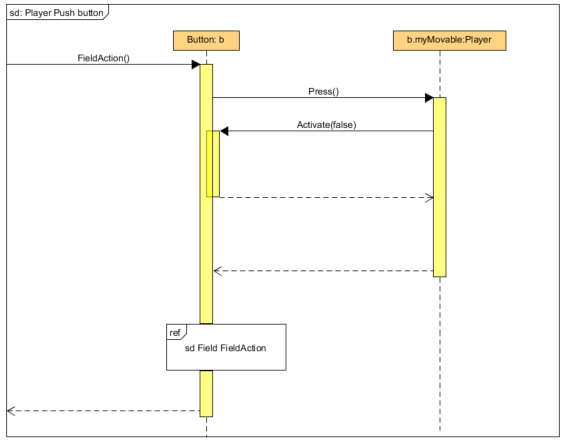 sd: Player Push button
Button: b
b.myMovable:Player
FieldAction()
Press()
Activate(false)
ref
sd Field FieldAction